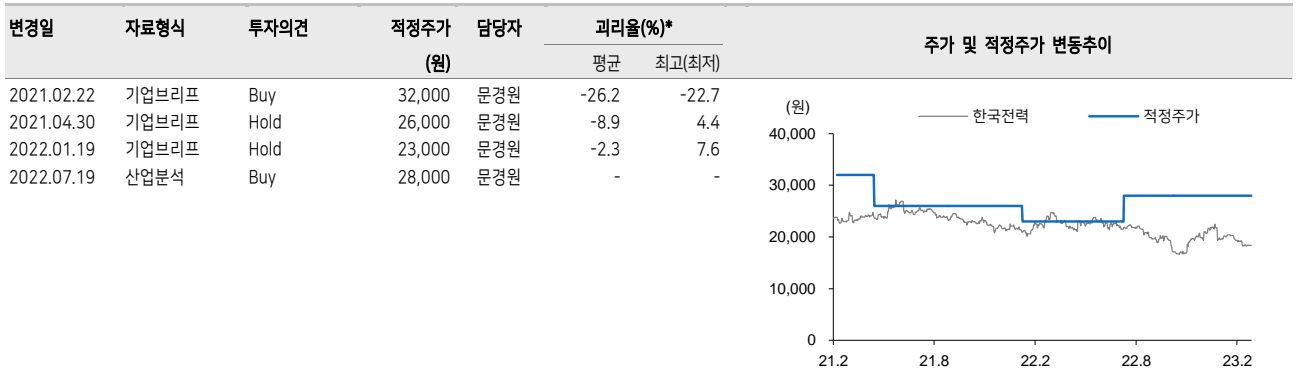 변경일 자료형식 투자의견 적정주가 담당자 괴리율(%)*
(원) 평균 최고(최저)
2021.02.22 기업브리프 Buy 32,000 문경원 -26.2 -22.7
2021.04.30 기업브리프 Hold 26,000 문경원 -8.9 4.4
2022.01.19 기업브리프 Hold 23,000 문경원 -2.3 7.6
2022.07.19 산업분석 Buy 28,000 문경원 - -
주가 및 적정주가 변동추이
(원)
한국전력 적정주가
40,000
30,000
20,000
10,000
0
21.2 21.8 22.2 22.8 23.2